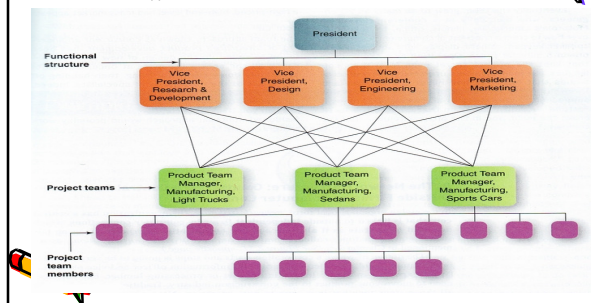 President
Functional
structure
Vice
President,
Research &
Development
Vice
President,
Design
Vice
President,
Engineering
Vice
President,
Marketing
Project teams
Product Team
Manager,
Manufacturing,
Light Trucks
Product Team
Manager,
Manufacturing,
Sedans
Product Team
Manager,
Manufacturing,
Sports Cars
Project
team
members